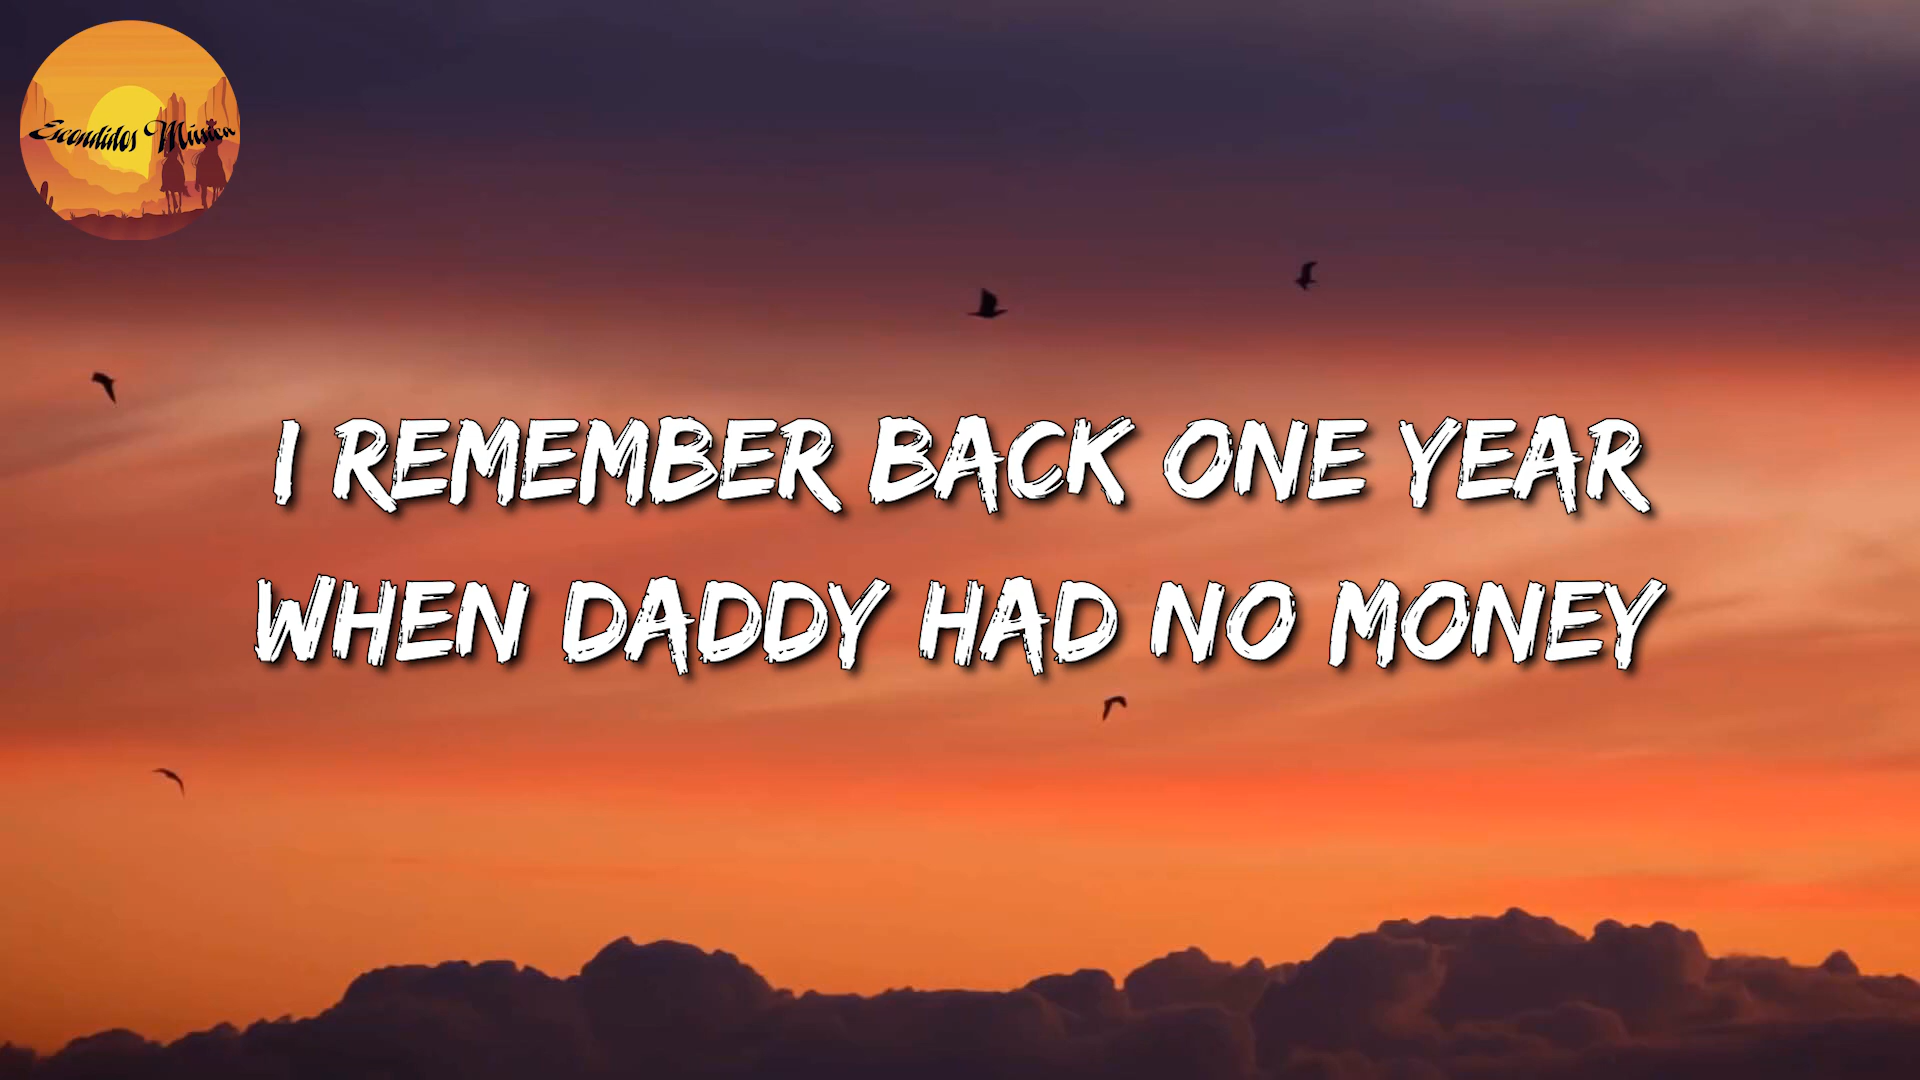 Escondidos Música
I REMEMBER BACK ONE YEAR
WHEN DADDY HAD NO MONEY